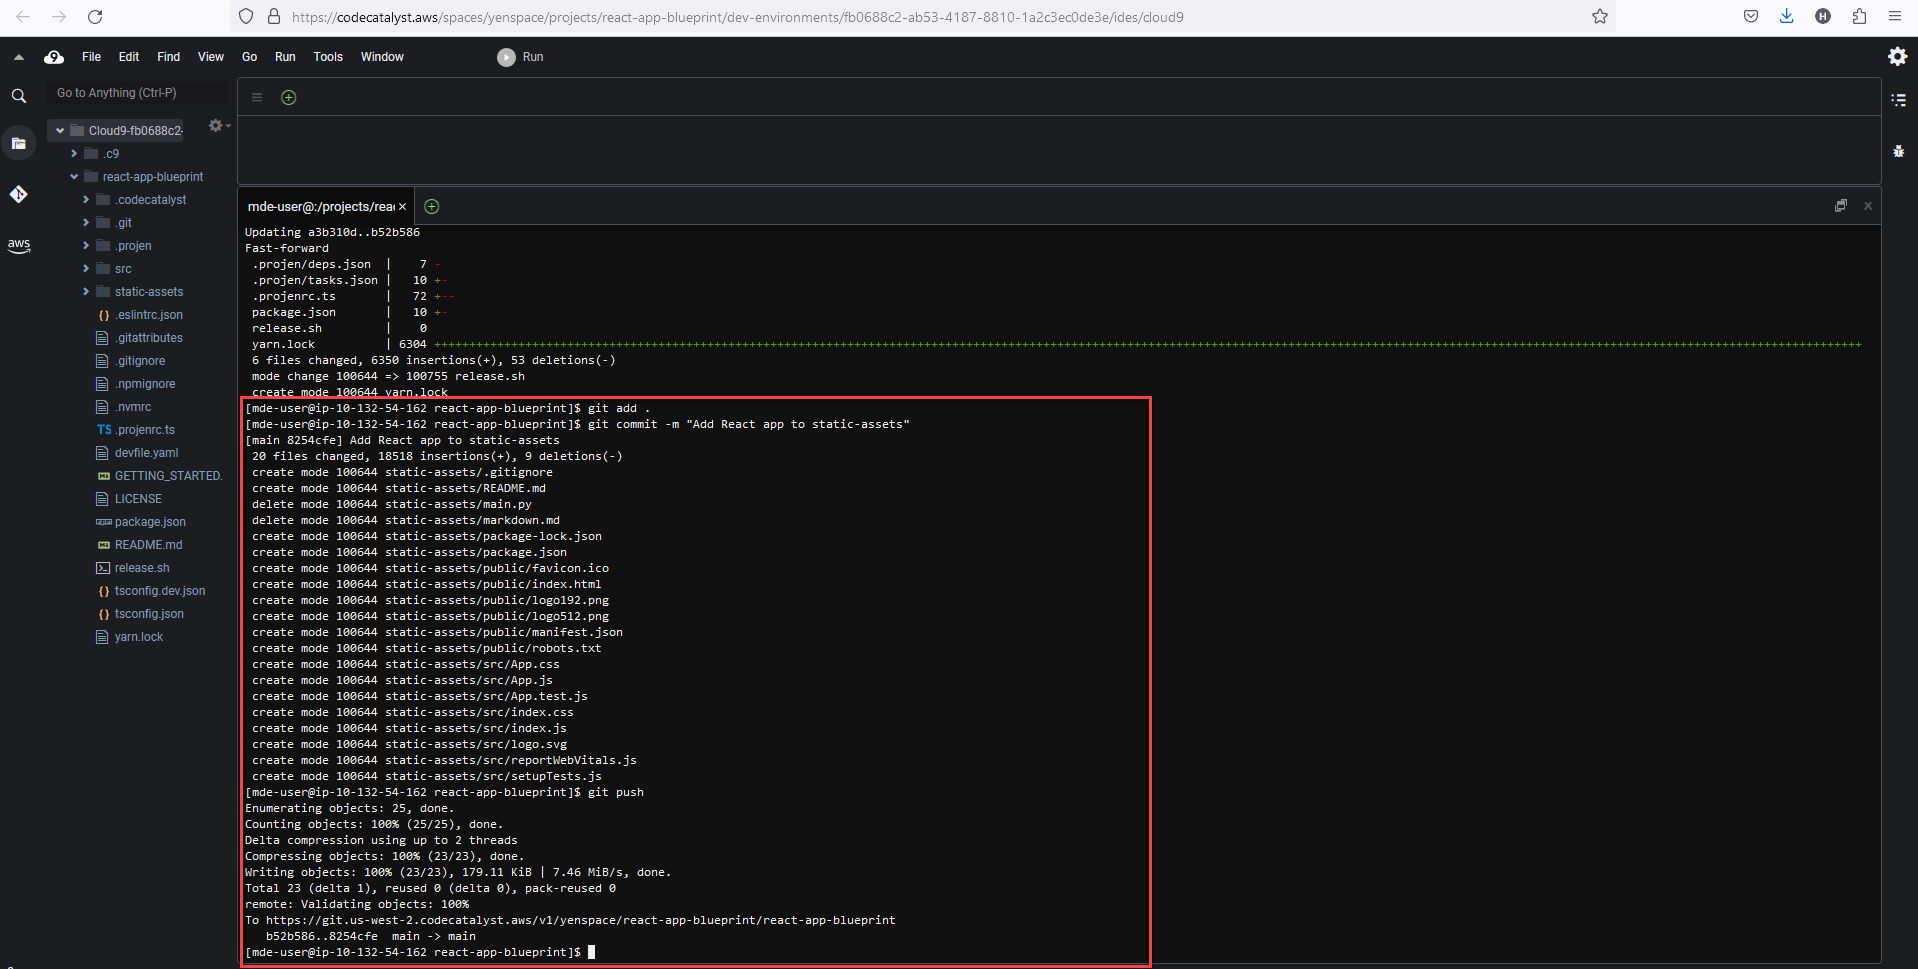 https://codecatalyst.aws/spaces/yenspace/projects/react-app-blueprint/dev-environments/fb0688c2-ab53-4187-8810-1a2c3ec0de3e/ides/cloud9
H
9 File Edit Find View Go Run Tools Window Run
Go to Anything (Ctrl-P)
Cloud9-fb0688c2-
.c9
react-app-blueprint
.codecatalyst
.git
.projen
src
static-assets
{} .eslintrc.json
.gitattributes
.gitignore
.npmignore
.nvmrc
TS .projenrc.ts
devfile.yaml
GETTING_STARTED.
LICENSE
package.json
README.md
release.sh
{} tsconfig.dev.json
{} tsconfig.json
yarn.lock
aws
mde-user@:/projects/rea
Updating a3b310d..b52b586
Fast-forward
.projen/deps.json | 7 -
.projen/tasks.json | 10 +-
.projenrc.ts | 72 +--
package.json | 10 +-
release.sh | 0
yarn.lock | 6304 ++++++++++++++++++++++++++++++++++++++++++++++++++++++++++++++++++++++++++++++++++++++++++++++++++++++++++++++++++++++++++++++++++++++++++++++++++++++++++++++++++++++++++++++++++++++++++++++++++++++++++++
6 files changed, 6350 insertions(+), 53 deletions(-)
mode change 100644 => 100755 release.sh
create mode 100644 yarn.lock
[mde-user@ip-10-132-54-162 react-app-blueprint]$ git add .
[mde-user@ip-10-132-54-162 react-app-blueprint]$ git commit -m "Add React app to static-assets"
[main 8254cfe] Add React app to static-assets
20 files changed, 18518 insertions(+), 9 deletions(-)
create mode 100644 static-assets/.gitignore
create mode 100644 static-assets/README.md
delete mode 100644 static-assets/main.py
delete mode 100644 static-assets/markdown.md
create mode 100644 static-assets/package-lock.json
create mode 100644 static-assets/package.json
create mode 100644 static-assets/public/favicon.ico
create mode 100644 static-assets/public/index.html
create mode 100644 static-assets/public/logo192.png
create mode 100644 static-assets/public/logo512.png
create mode 100644 static-assets/public/manifest.json
create mode 100644 static-assets/public/robots.txt
create mode 100644 static-assets/src/App.css
create mode 100644 static-assets/src/App.js
create mode 100644 static-assets/src/App.test.js
create mode 100644 static-assets/src/index.css
create mode 100644 static-assets/src/index.js
create mode 100644 static-assets/src/logo.svg
create mode 100644 static-assets/src/reportWebVitals.js
create mode 100644 static-assets/src/setupTests.js
[mde-user@ip-10-132-54-162 react-app-blueprint]$ git push
Enumerating objects: 25, done.
Counting objects: 100% (25/25), done.
Delta compression using up to 2 threads
Compressing objects: 100% (23/23), done.
Writing objects: 100% (23/23), 179.11 KiB | 7.46 MiB/s, done.
Total 23 (delta 1), reused 0 (delta 0), pack-reused 0
remote: Validating objects: 100%
To https://git.us-west-2.codecatalyst.aws/v1/yenspace/react-app-blueprint/react-app-blueprint
b52b586..8254cfe main -> main
[mde-user@ip-10-132-54-162 react-app-blueprint]$